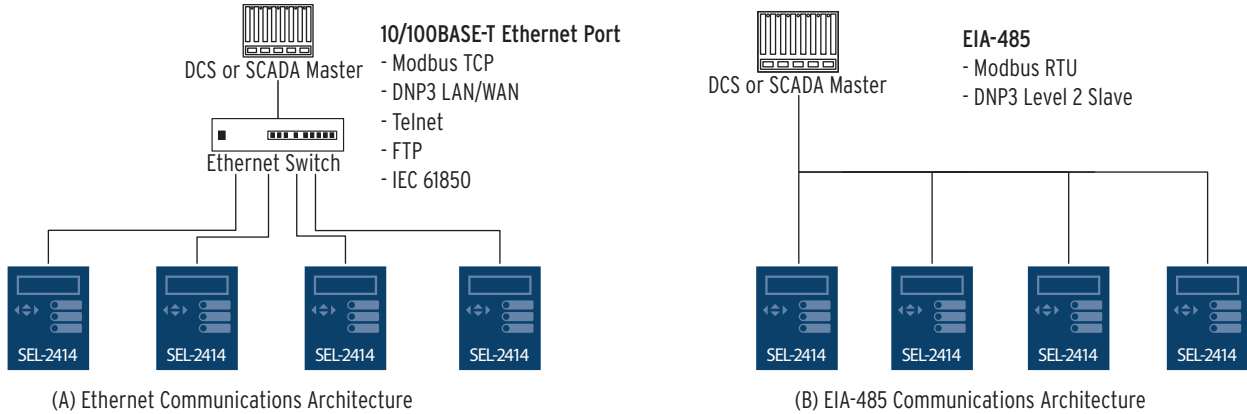 10/100BASE-T Ethernet Port
- Modbus TCP
- DNP3 LAN/WAN
- Telnet
- FTP
- IEC 61850
DCS or SCADA Master
Ethernet Switch
SEL-2414
SEL-2414
SEL-2414
SEL-2414
(A) Ethernet Communications Architecture
EIA-485
- Modbus RTU
- DNP3 Level 2 Slave
DCS or SCADA Master
SEL-2414
SEL-2414
SEL-2414
SEL-2414
(B) EIA-485 Communications Architecture